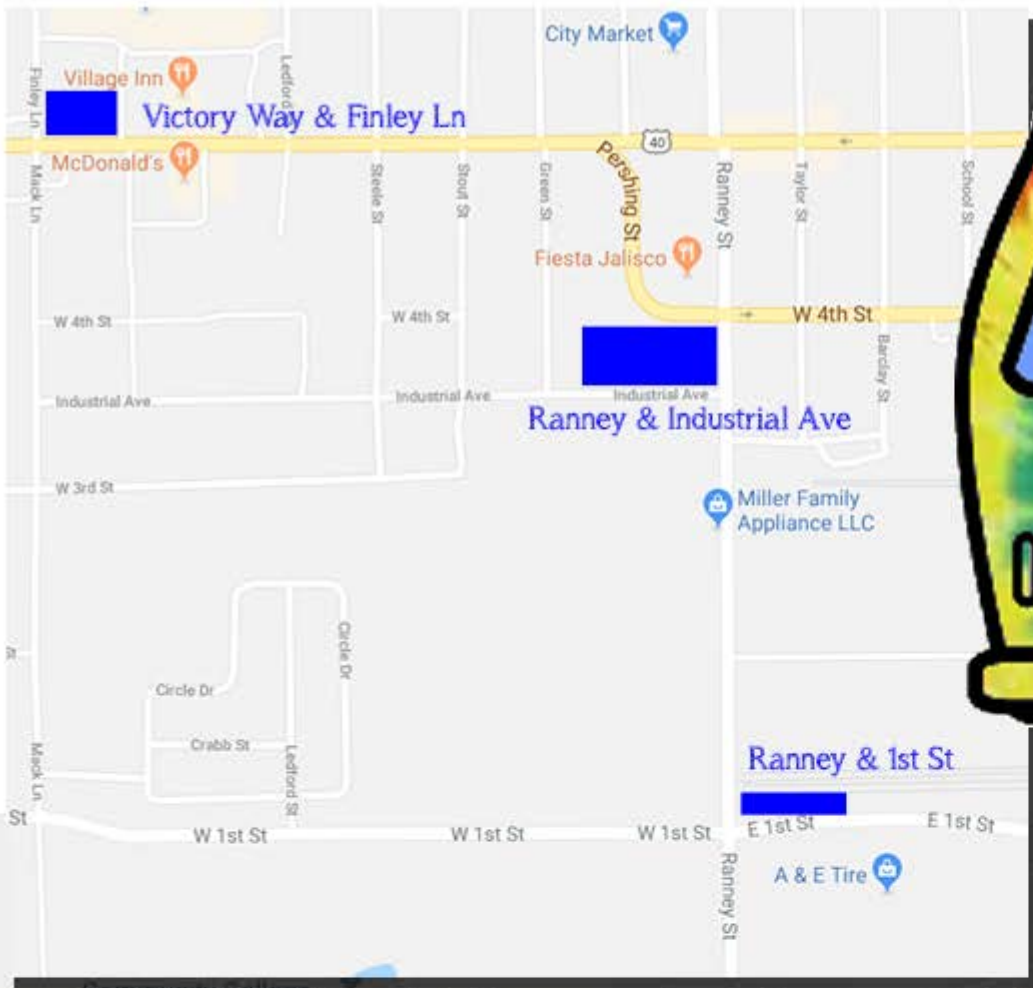 City Market
Village Inn
Finley Ln
Victory Way & Finley Ln
40
McDonald's
Mack Ln
Steele St
Stout St
Green St
Pershing St
Ranney St
Taylor St
School St
Fiesta Jalisco
W 4th St
W 4th St
W 4th St
Barclay St
Industrial Ave
Industrial Ave
Industrial Ave
Ranney & Industrial Ave
W 3rd St
Miller Family
Appliance LLC
Circle Dr
Circle Dr
Crabb St
Ledford St
Mack Ln
Ranney & 1st St
St
W 1st St
W 1st St
W 1st St
E 1st St
E 1st St
A & E Tire
Ranney St